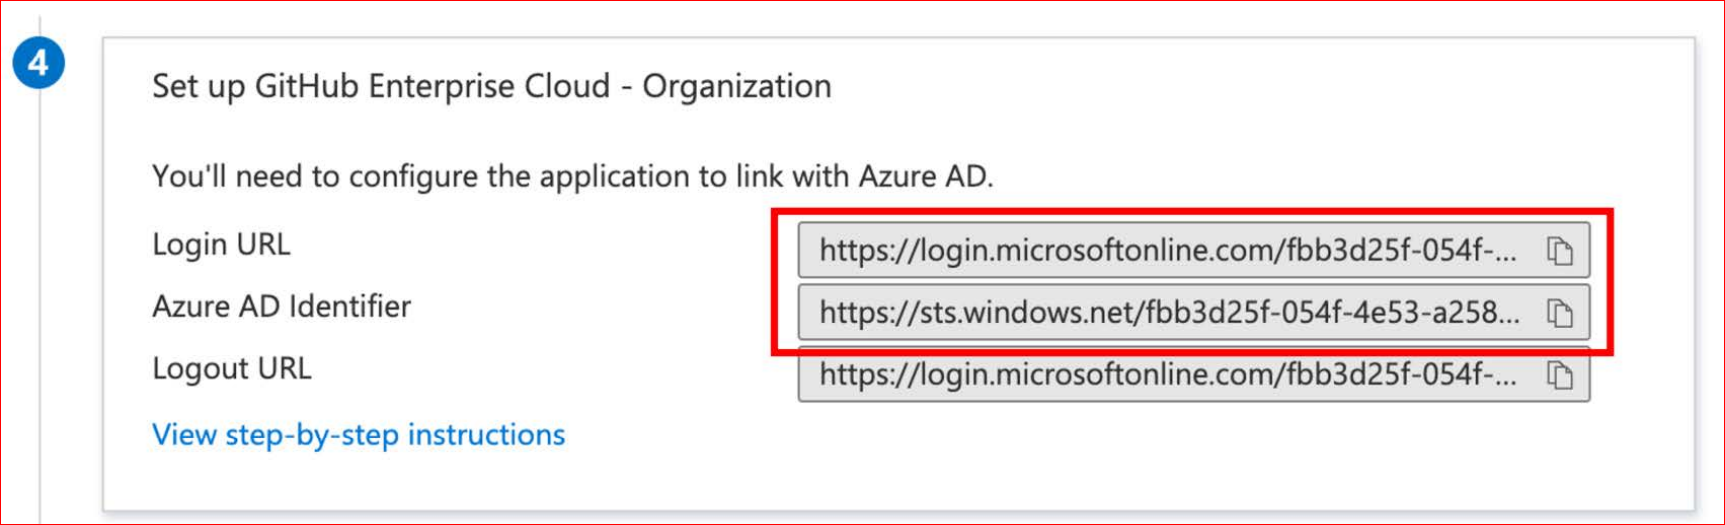 4
Set up GitHub Enterprise Cloud - Organization
You'll need to configure the application to link with Azure AD.
Login URL https://login.microsoftonline.com/fbb3d25f-054f-...
Azure AD Identifier https://sts.windows.net/fbb3d25f-054f-4e53-a258...
Logout URL https://login.microsoftonline.com/fbb3d25f-054f-...
View step-by-step instructions